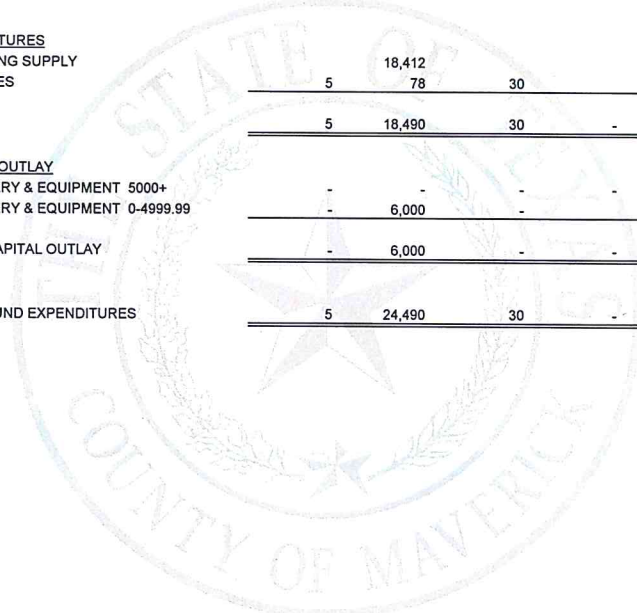 TURES
NG SUPPLY 18,412
ES 5 78 30
5 18,490 30 -
OUTLAY
RY & EQUIPMENT 5000+ - - - -
RY & EQUIPMENT 0-4999.99 - 6,000 -
APITAL OUTLAY - 6,000 - -
UND EXPENDITURES 5 24,490 30 -
THE STATE OF TEXAS
COUNTY OF MAVERICK